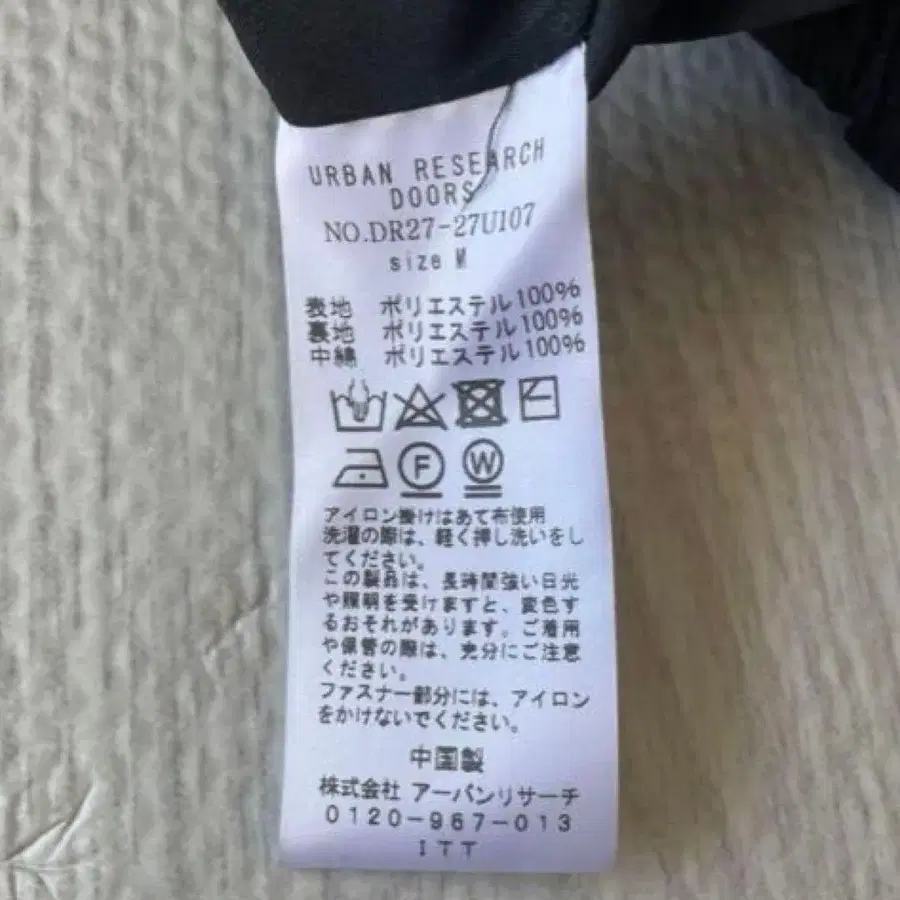 URBAN RESEARCH
DOORS
NO.DR27-27U107
size M
表地 ポリエステル100%
裏地 ポリエステル100%
中綿 ポリエステル100%
F W
アイロン掛けはあて布使用
洗濯の際は、軽く押し洗いをし
てください。
この製品は、長時間強い日光
や照明を受けますと、変色す
るおそれがあります。ご着用
や保管の際は、充分にご注意
ください。
ファスナー部分には、アイロン
をかけないでください。
中国製
株式会社 アーバンリサーチ
0120-967-013
ITT